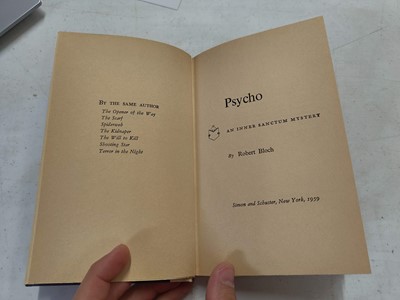 BY THE SAME AUTHOR
The Opener of the Way
The Scarf
Spiderweb
The Kidnaper
The Will to Kill
Shooting Star
Terror in the Night
Psycho
AN INNER SANCTUM MYSTERY
By Robert Bloch
Simon and Schuster, New York, 1959